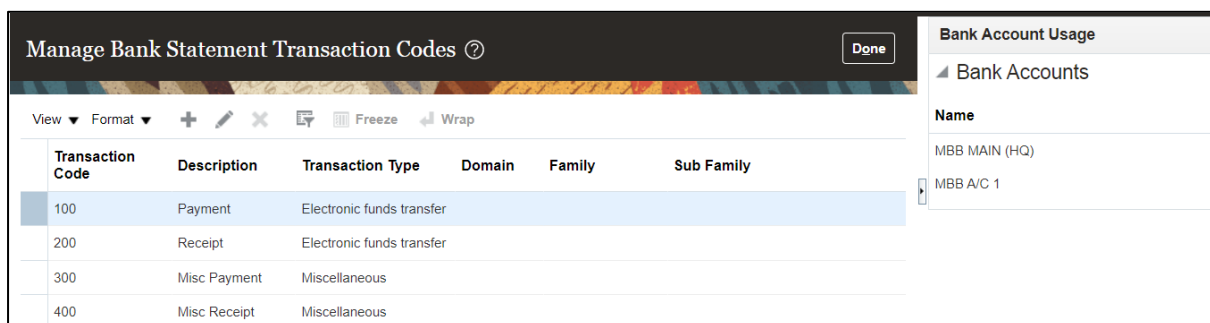 Manage Bank Statement Transaction Codes ?
Done
View Format Freeze Wrap
Transaction Code Description Transaction Type Domain Family Sub Family
100 Payment Electronic funds transfer
200 Receipt Electronic funds transfer
300 Misc Payment Miscellaneous
400 Misc Receipt Miscellaneous
Bank Account Usage
Bank Accounts
Name
MBB MAIN (HQ)
MBB A/C 1